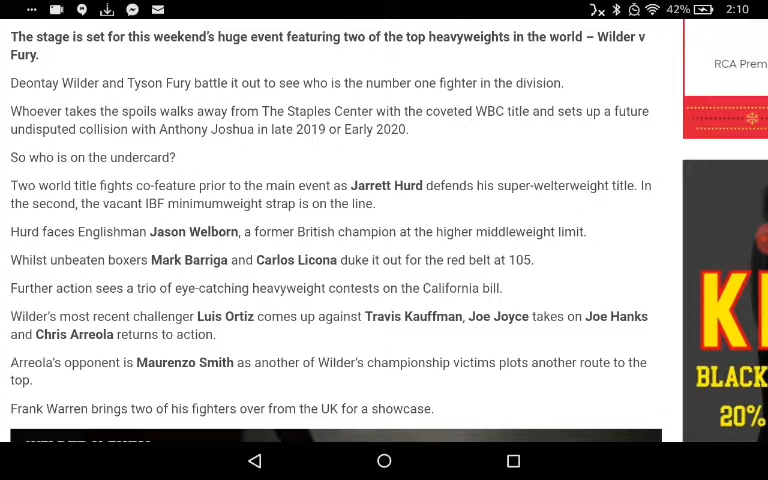 42% 2:10
The stage is set for this weekend's huge event featuring two of the top heavyweights in the world – Wilder v
Fury.
Deontay Wilder and Tyson Fury battle it out to see who is the number one fighter in the division.
Whoever takes the spoils walks away from The Staples Center with the coveted WBC title and sets up a future
undisputed collision with Anthony Joshua in late 2019 or Early 2020.
So who is on the undercard?
Two world title fights co-feature prior to the main event as Jarrett Hurd defends his super-welterweight title. In
the second, the vacant IBF minimumweight strap is on the line.
Hurd faces Englishman Jason Welborn, a former British champion at the higher middleweight limit.
Whilst unbeaten boxers Mark Barriga and Carlos Licona duke it out for the red belt at 105.
Further action sees a trio of eye-catching heavyweight contests on the California bill.
Wilder's most recent challenger Luis Ortiz comes up against Travis Kauffman, Joe Joyce takes on Joe Hanks
and Chris Arreola returns to action.
Arreola's opponent is Maurenzo Smith as another of Wilder's championship victims plots another route to the
top.
Frank Warren brings two of his fighters over from the UK for a showcase.
RCA Prem
K
BLACK
20%